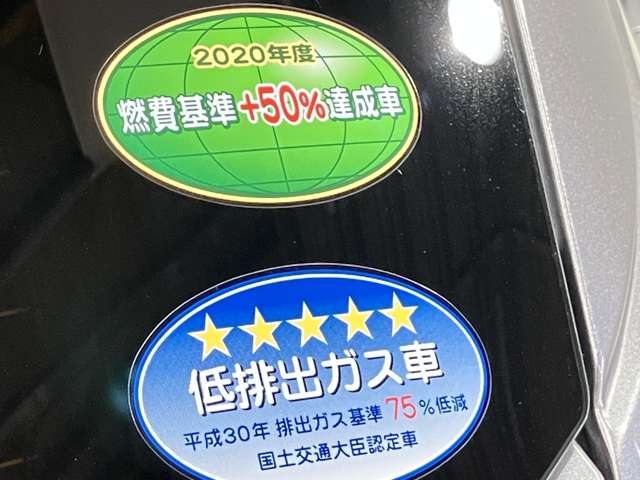 2020年度
燃費基準+50%達成車
★★★★★
低排出ガス車
平成30年 排出ガス基準 75%低減
国土交通大臣認定車